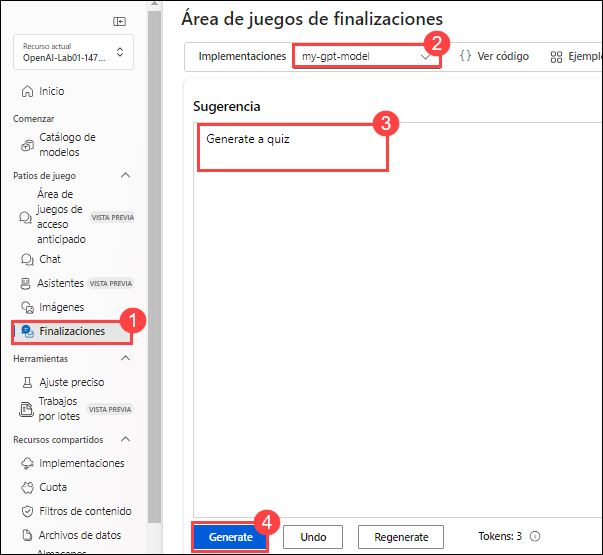 Recurso actual
OpenAI-Lab01-147...
Inicio
Comenzar
Catálogo de
modelos
Patios de juego
Área de
juegos de
acceso
anticipado
VISTA PREVIA
Chat
Asistentes VISTA PREVIA
Imágenes
1
Finalizaciones
Herramientas
Ajuste preciso
Trabajos
por lotes
VISTA PREVIA
Recursos compartidos
Implementaciones
Cuota
Filtros de contenido
Archivos de datos
Almacenes
Área de juegos de finalizaciones
2
Implementaciones my-gpt-model {} Ver código Ejemplo
Sugerencia
3
Generate a quiz
4
Generate Undo Regenerate Tokens: 3